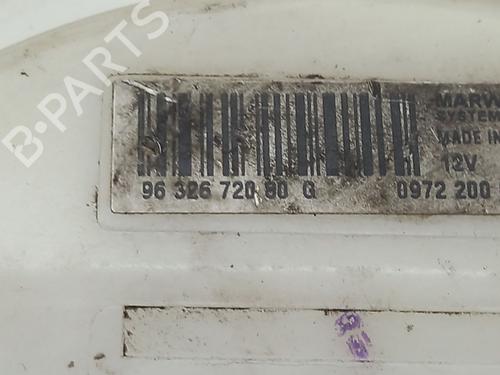 B-PARTS
MARW
SYSTEM
MADE IN
12V
96 326 720 80 G
0972 200